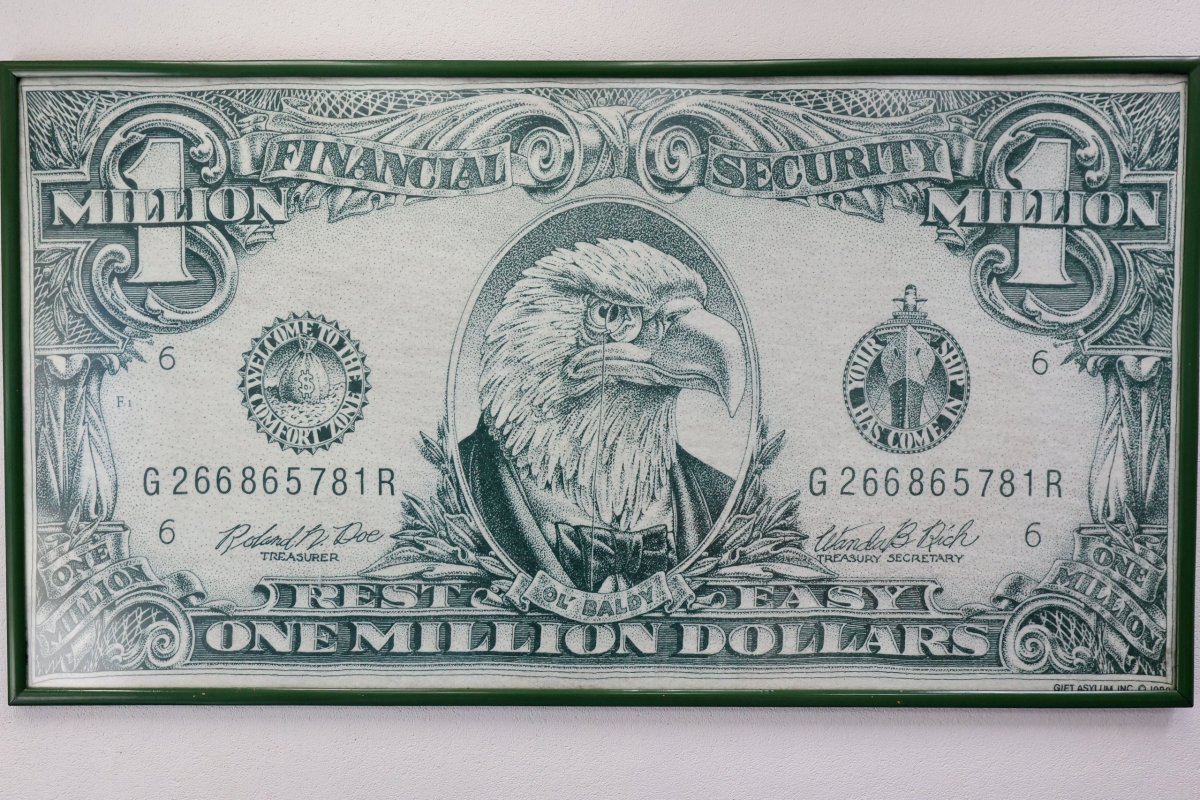 FINANCIAL SECURITY
1 MILLION
1 MILLION
6
6
WELCOME TO THE COMFORT ZONE
$
YOUR SHIP HAS COME IN
F1
G 266865781 R
G 266865781 R
6
6
Roland N. Doe
TREASURER
Wanda B Rich
TREASURY SECRETARY
ONE MILLION
ONE MILLION
REST EASY
OL' BALDY
ONE MILLION DOLLARS
GIFT ASYLUM, INC. ©